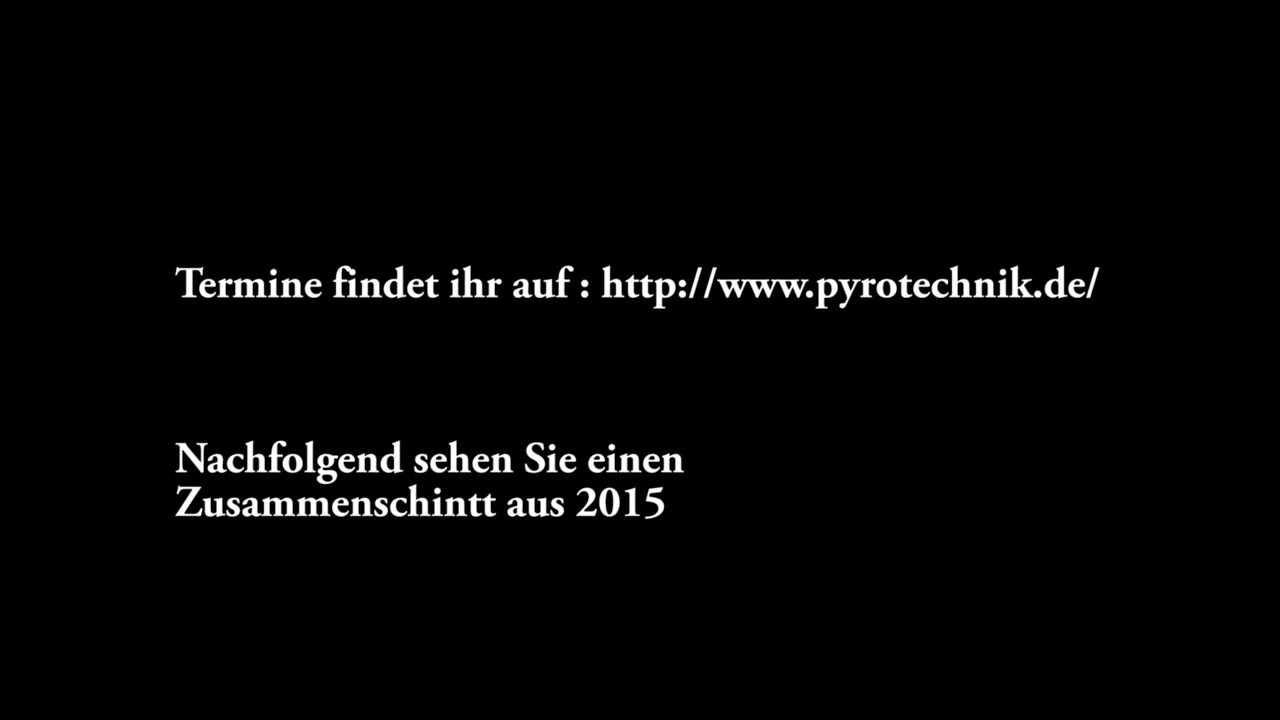 Termine findet ihr auf : http://www.pyrotechnik.de/
Nachfolgend sehen Sie einen
Zusammenschintt aus 2015